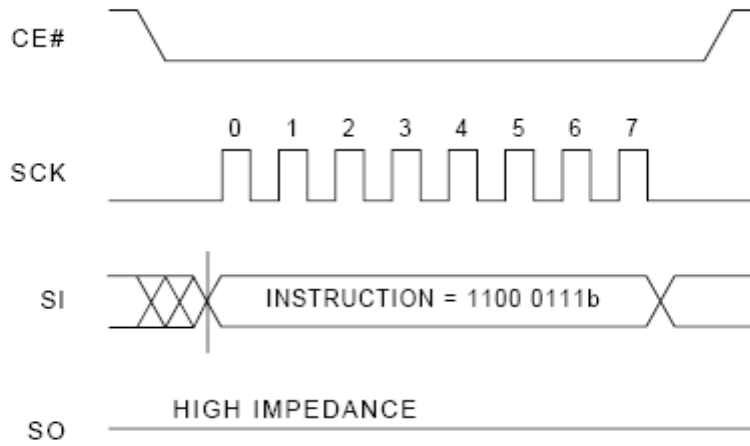 CE#
0 1 2 3 4 5 6 7
SCK
SI INSTRUCTION = 1100 0111b
HIGH IMPEDANCE
SO